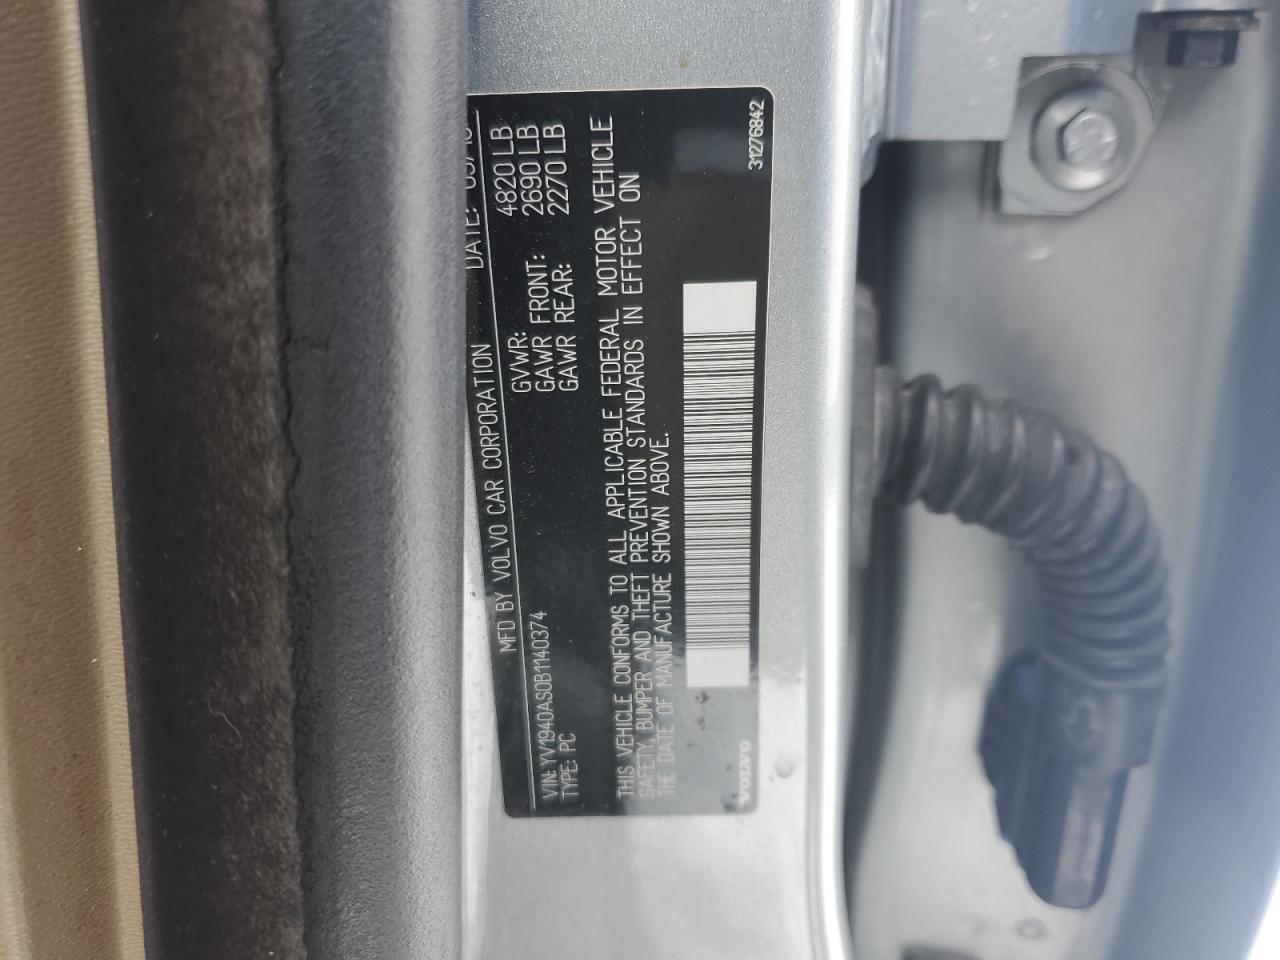 MFD BY VOLVO CAR CORPORATION DATE:
GVWR: 4820 LB
GAWR FRONT: 2690 LB
GAWR REAR: 2270 LB
VIN: YV1940AS0B1140374
TYPE: PC
THIS VEHICLE CONFORMS TO ALL APPLICABLE FEDERAL MOTOR VEHICLE
SAFETY, BUMPER AND THEFT PREVENTION STANDARDS IN EFFECT ON
THE DATE OF MANUFACTURE SHOWN ABOVE.
VOLVO 31276842